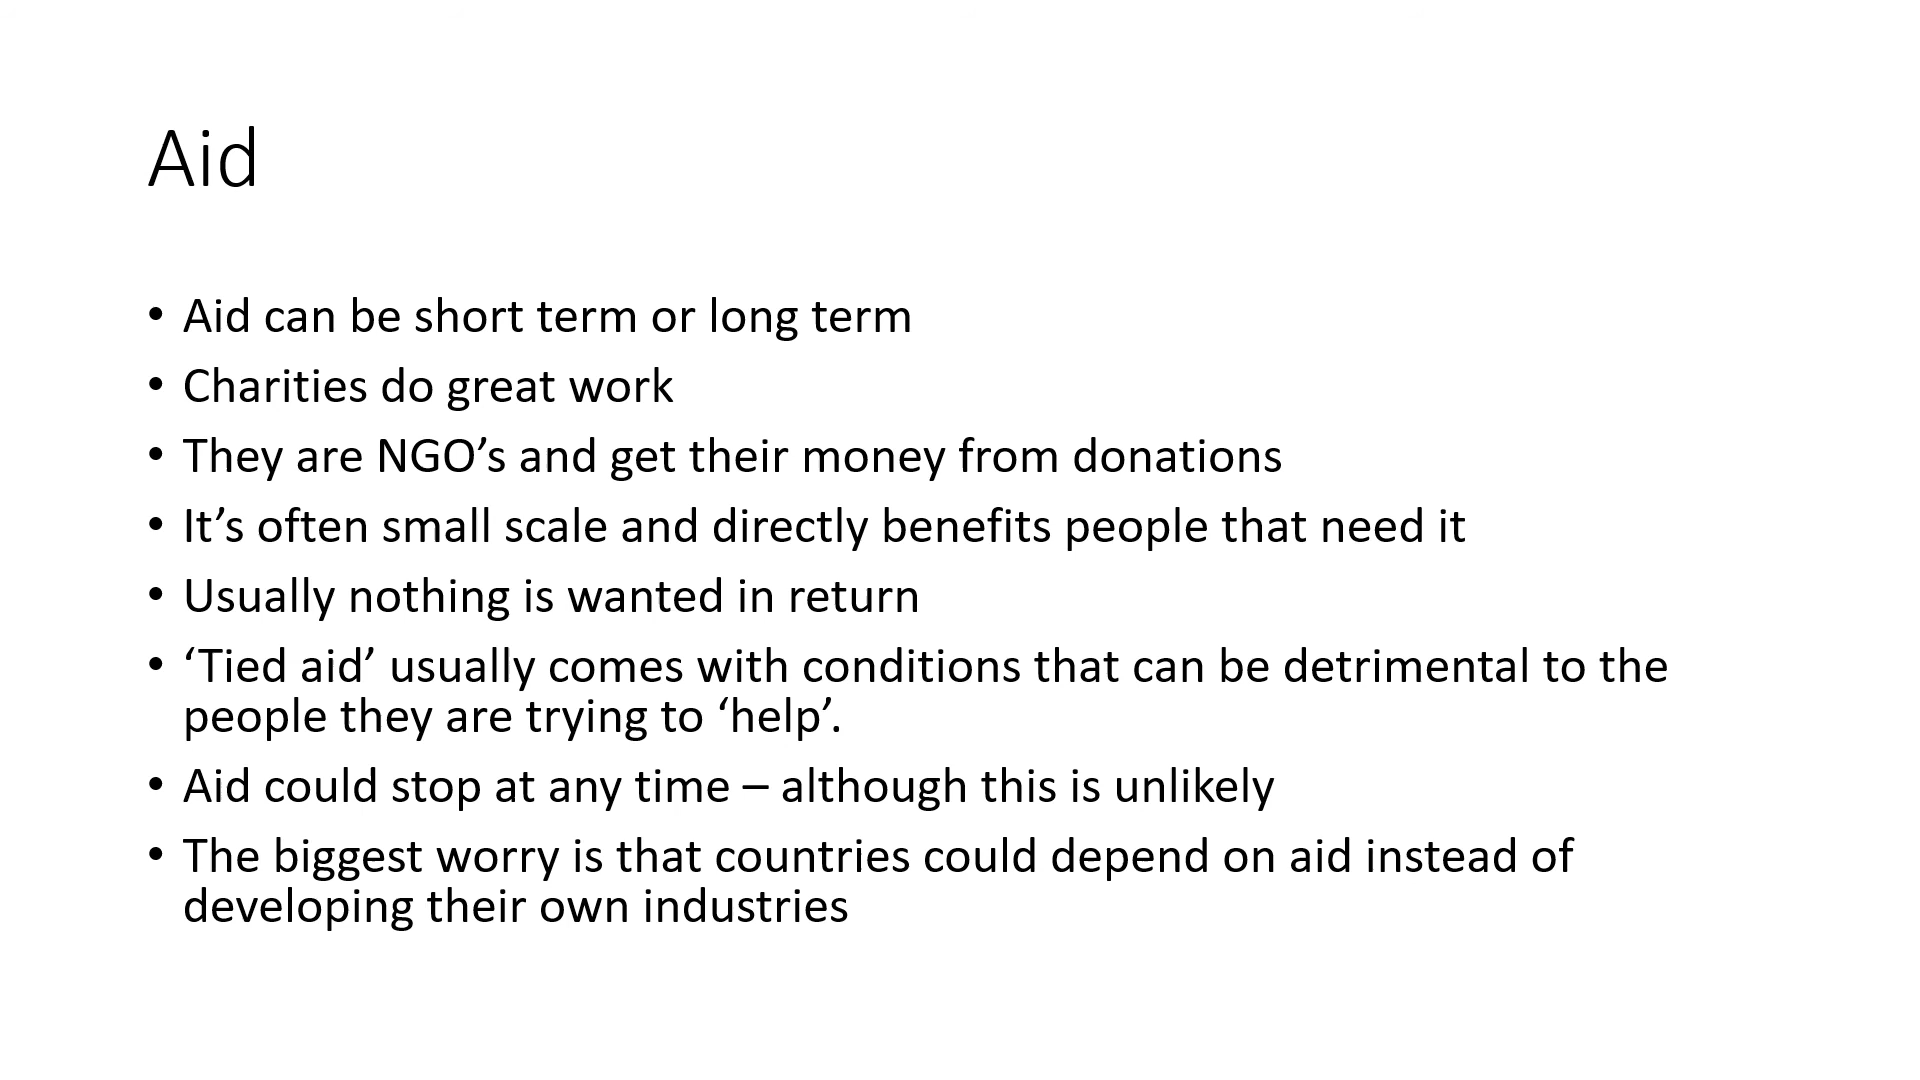 Aid
• Aid can be short term or long term
• Charities do great work
• They are NGO’s and get their money from donations
• It’s often small scale and directly benefits people that need it
• Usually nothing is wanted in return
• ‘Tied aid’ usually comes with conditions that can be detrimental to the
people they are trying to ‘help’.
• Aid could stop at any time – although this is unlikely
• The biggest worry is that countries could depend on aid instead of
developing their own industries